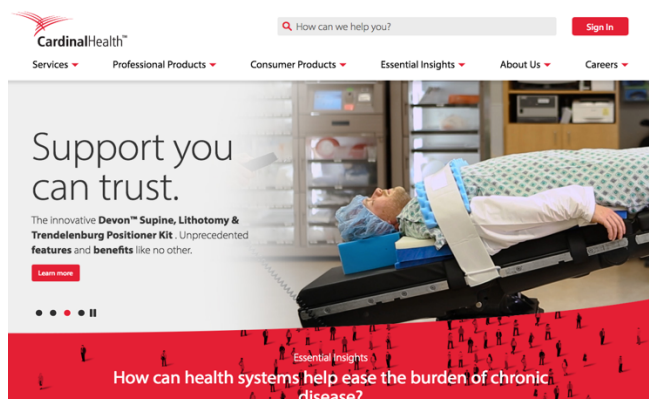 CardinalHealth™
How can we help you?
Sign In
Services
Professional Products
Consumer Products
Essential Insights
About Us
Careers
Support you
can trust.
The innovative Devon™ Supine, Lithotomy &
Trendelenburg Positioner Kit . Unprecedented
features and benefits like no other.
Learn more
Essential Insights
How can health systems help ease the burden of chronic
disease?